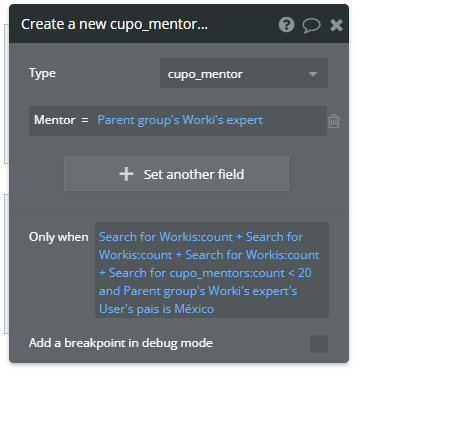 Create a new cupo_mentor...
Type
cupo_mentor
Mentor = Parent group's Worki's expert
Set another field
Only when
Search for Workis:count + Search for
Workis:count + Search for Workis:count
+ Search for cupo_mentors:count < 20
and Parent group's Worki's expert's
User's pais is México
Add a breakpoint in debug mode